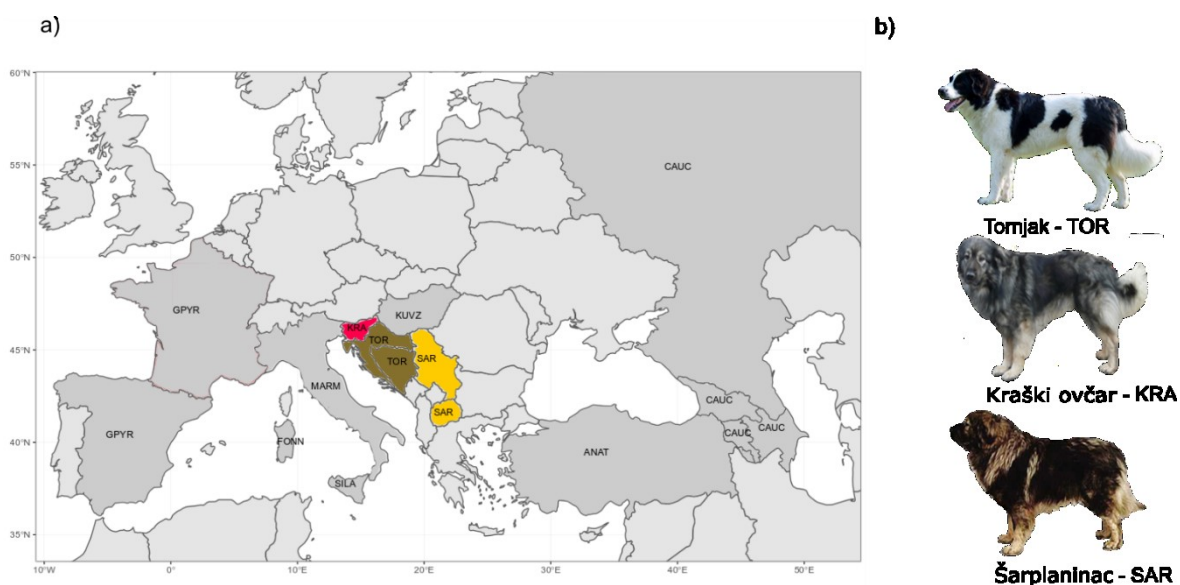 a)
60°N
55°N
50°N
45°N
40°N
35°N
10°W
0°
10°E
20°E
30°E
40°E
50°E
CAUC
GPYR
KUVZ
KRA
TOR
TOR
SAR
MARM
SAR
CAUC
CAUC
CAUC
GPYR
FONN
ANAT
SILA
b)
Tornjak - TOR
Kraški ovčar - KRA
Šarplaninac - SAR